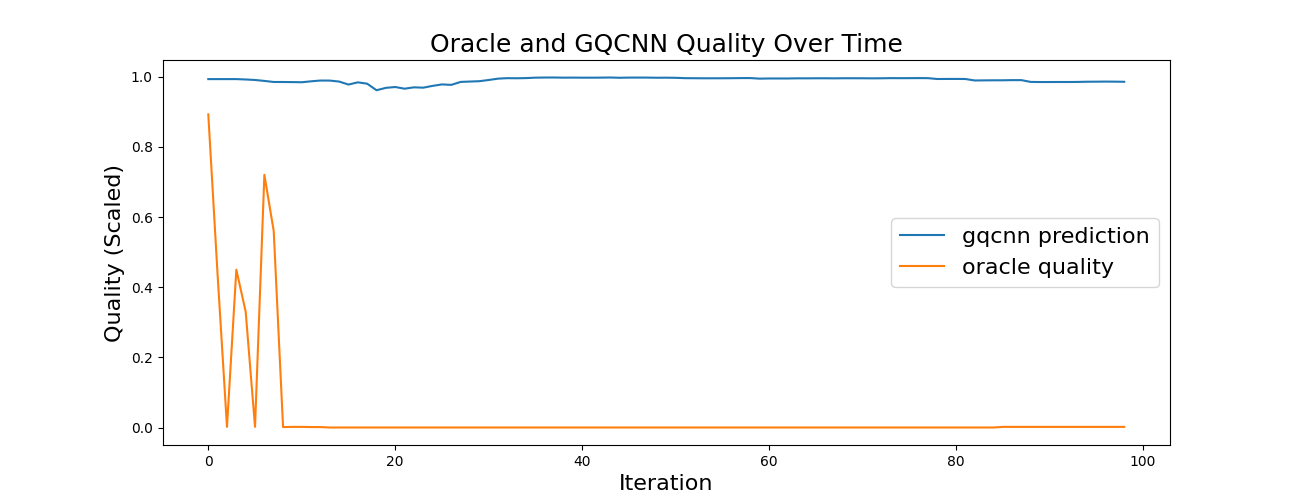 Oracle and GQCNN Quality Over Time
Quality (Scaled)
1.0
0.8
0.6
0.4
0.2
0.0
gqcnn prediction
oracle quality
0 20 40 60 80 100
Iteration